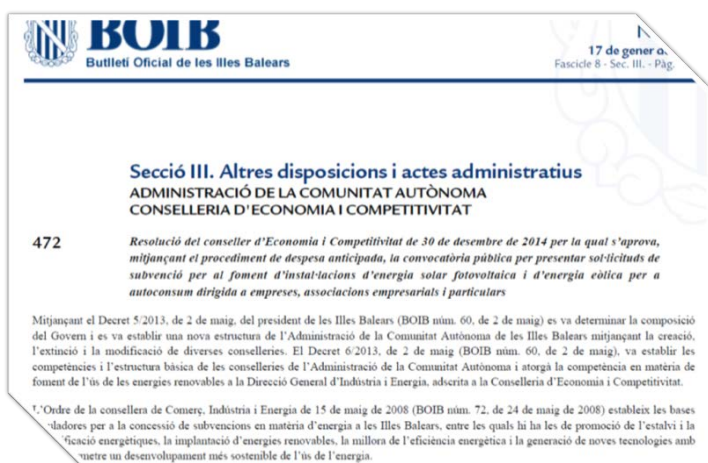 BOIB
Butlletí Oficial de les Illes Balears
17 de gener
Fascicle 8 - Sec. III. - Pàg.
Secció III. Altres disposicions i actes administratius
ADMINISTRACIÓ DE LA COMUNITAT AUTÒNOMA
CONSELLERIA D'ECONOMIA I COMPETITIVITAT
472
Resolució del conseller d'Economia i Competitivitat de 30 de desembre de 2014 per la qual s'aprova,
mitjançant el procediment de despesa anticipada, la convocatòria pública per presentar sol·licituds de
subvenció per al foment d'instal·lacions d'energia solar fotovoltaica i d'energia eòlica per a
autoconsum dirigida a empreses, associacions empresarials i particulars
Mitjançant el Decret 5/2013, de 2 de maig, del president de les Illes Balears (BOIB núm. 60, de 2 de maig) es va determinar la composició
del Govern i es va establir una nova estructura de l'Administració de la Comunitat Autònoma de les Illes Balears mitjançant la creació,
l'extinció i la modificació de diverses conselleries. El Decret 6/2013, de 2 de maig (BOIB núm. 60, de 2 de maig), va establir les
competències i l'estructura bàsica de les conselleries de l'Administració de la Comunitat Autònoma i atorgà la competència en matèria de
foment de l'ús de les energies renovables a la Direcció General d'Indústria i Energia, adscrita a la Conselleria d'Economia i Competitivitat.
L'Ordre de la consellera de Comerç, Indústria i Energia de 15 de maig de 2008 (BOIB núm. 72, de 24 de maig de 2008) estableix les bases
uladores per a la concessió de subvencions en matèria d'energia a les Illes Balears, entre les quals hi ha les de promoció de l'estalvi i la
ficació energètiques, la implantació d'energies renovables, la millora de l'eficiència energètica i la generació de noves tecnologies amb
metre un desenvolupament més sostenible de l'ús de l'energia.